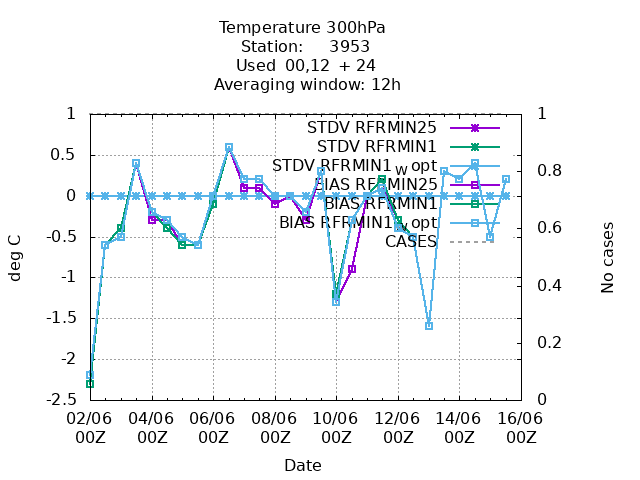 Temperature 300hPa
Station: 3953
Used 00,12 + 24
Averaging window: 12h
STDV RFRMIN25
STDV RFRMIN1
STDV RFRMIN1_w opt
BIAS RFRMIN25
BIAS RFRMIN1
BIAS RFRMIN1_w opt
CASES
1
0.5
0
-0.5
-1
-1.5
-2
-2.5
deg C
1
0.8
0.6
0.4
0.2
0
No cases
02/06 04/06 06/06 08/06 10/06 12/06 14/06 16/06
00Z 00Z 00Z 00Z 00Z 00Z 00Z 00Z
Date